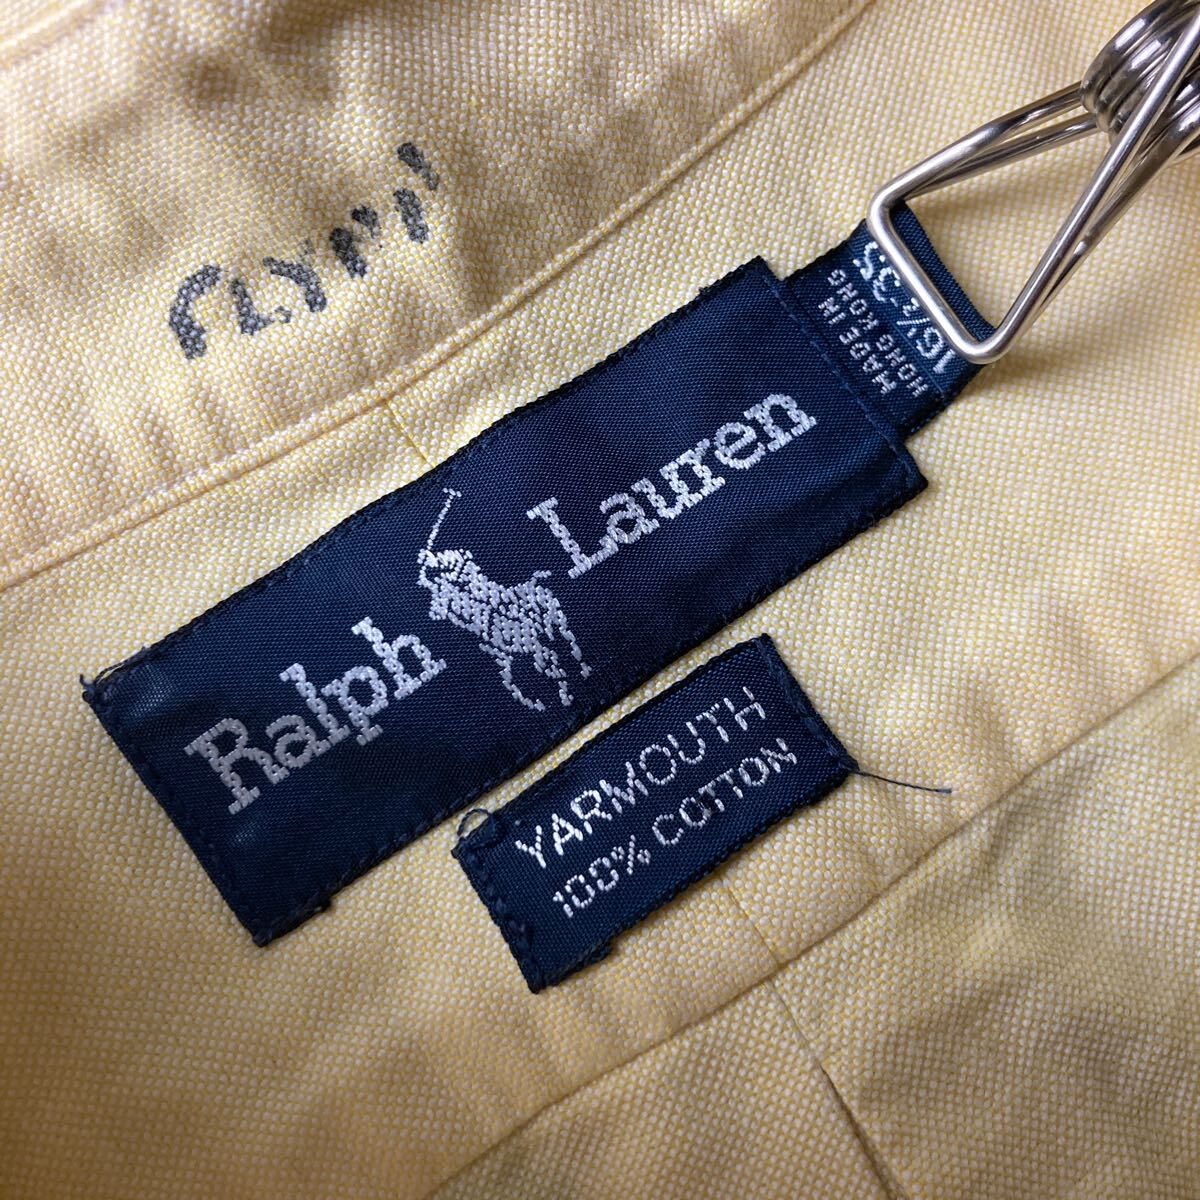 Ralph Lauren
16½-35
MADE IN
HONG KONG
YARMOUTH
100% COTTON